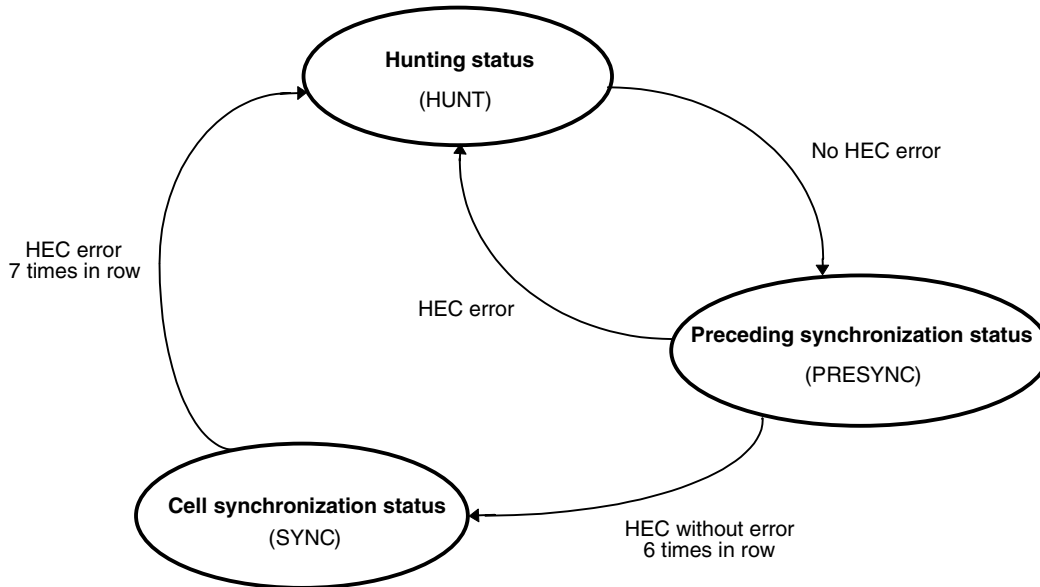 Hunting status
(HUNT)
No HEC error
HEC error
7 times in row
HEC error
Preceding synchronization status
(PRESYNC)
Cell synchronization status
(SYNC)
HEC without error
6 times in row